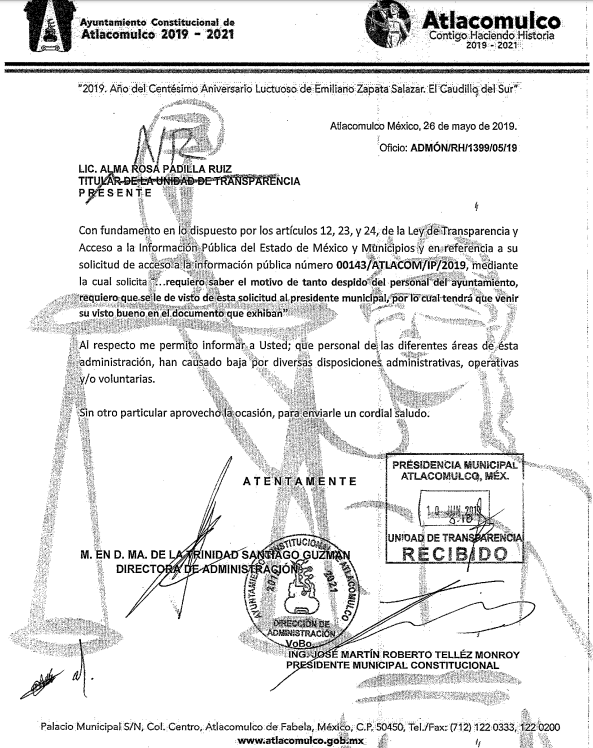 Ayuntamiento Constitucional de
Atlacomulco 2019 - 2021
Atlacomulco
Contigo Haciendo Historia
2019 - 2021
"2019. Año del Centésimo Aniversario Luctuoso de Emiliano Zapata Salazar. El Caudillo del Sur"
Atlacomulco México, 26 de mayo de 2019.
Oficio: ADMÓN/RH/1399/05/19
NR
LIC. ALMA ROSA PADILLA RUIZ
TITULAR DE LA UNIDAD DE TRANSPARENCIA
P R E S E N T E
Con fundamento en lo dispuesto por los artículos 12, 23, y 24, de la Ley de Transparencia y
Acceso a la Información Pública del Estado de México y Municipios y en referencia a su
solicitud de acceso a la información pública número 00143/ATLACOM/IP/2019, mediante
la cual solicita "...requiero saber el motivo de tanto despido del personal del ayuntamiento,
requiero que se le de visto de esta solicitud al presidente municipal, por lo cual tendrá que venir
su visto bueno en el documento que exhiban"
Al respecto me permito informar a Usted; que personal de las diferentes áreas de ésta
administración, han causado baja por diversas disposiciones administrativas, operativas
y/o voluntarias.
Sin otro particular aprovecho la ocasión, para enviarle un cordial saludo.
A T E N T A M E N T E
PRESIDENCIA MUNICIPAL
ATLACOMULCO, MÉX.
10 JUN 2019
UNIDAD DE TRANSPARENCIA
RECIBIDO
M. EN D. MA. DE LA TRINIDAD SANTIAGO GUZMÁN
DIRECTORA DE ADMINISTRACIÓN
AYUNTAMIENTO CONSTITUCIONAL ATLACOMULCO
2019 2021
DIRECCIÓN DE
ADMINISTRACIÓN
VoBo.
ING. JOSÉ MARTÍN ROBERTO TELLÉZ MONROY
PRESIDENTE MUNICIPAL CONSTITUCIONAL
Palacio Municipal S/N, Col. Centro, Atlacomulco de Fabela, México, C.P. 50450, Tel./Fax: (712) 122 0333, 122 0200
www.atlacomulco.gob.mx